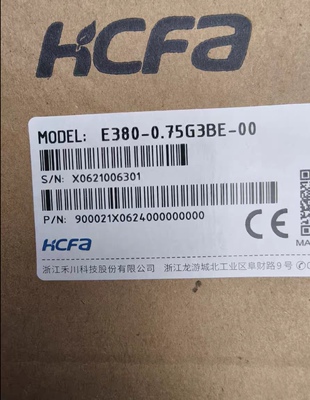 HCFA
MODEL: E380-0.75G3BE-00
S/N: X0621006301
P/N: 900021X0624000000000
CE
MA
HCFA
浙江禾川科技股份有限公司 浙江龙游城北工业区阜财路9号